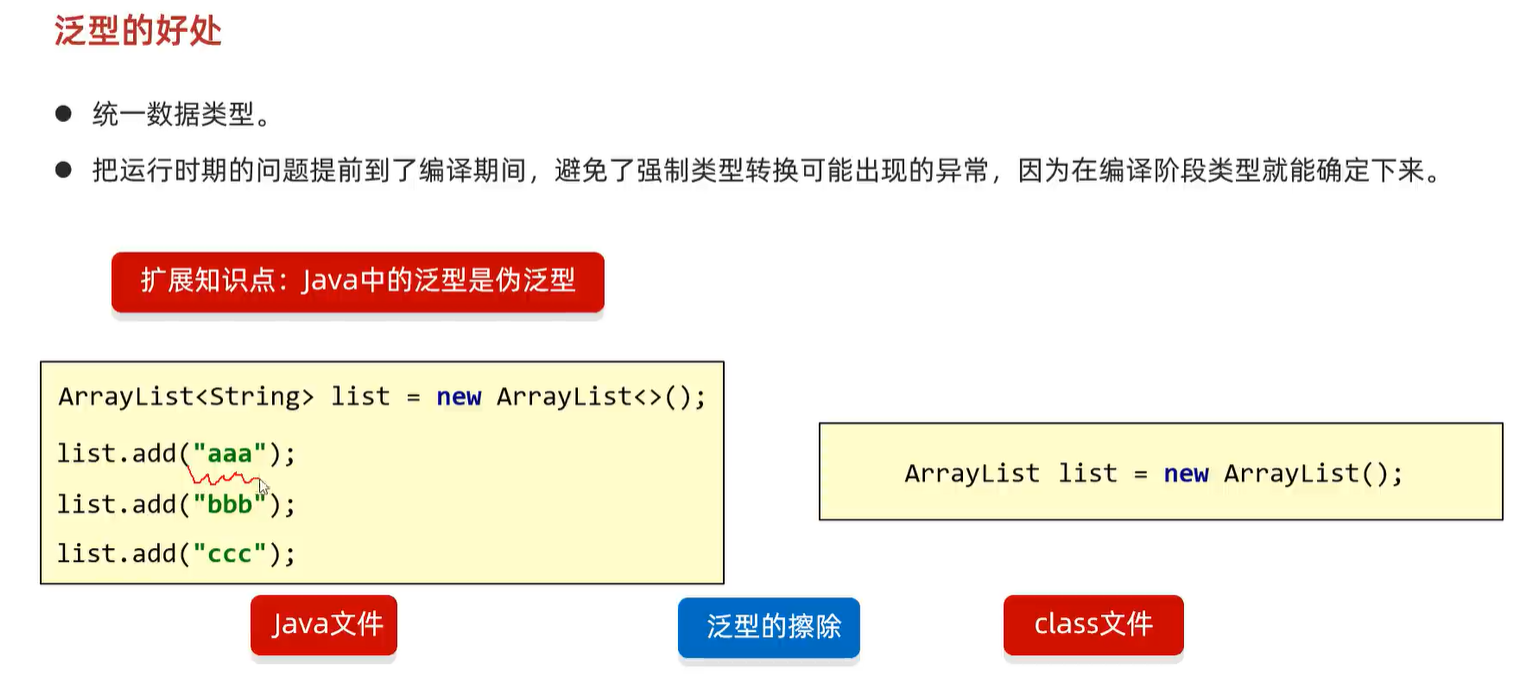 泛型的好处
● 统一数据类型。
● 把运行时期的问题提前到了编译期间，避免了强制类型转换可能出现的异常，因为在编译阶段类型就能确定下来。
扩展知识点：Java中的泛型是伪泛型
ArrayList<String> list = new ArrayList<>();
list.add("aaa");
list.add("bbb");
list.add("ccc");
ArrayList list = new ArrayList();
Java文件
泛型的擦除
class文件